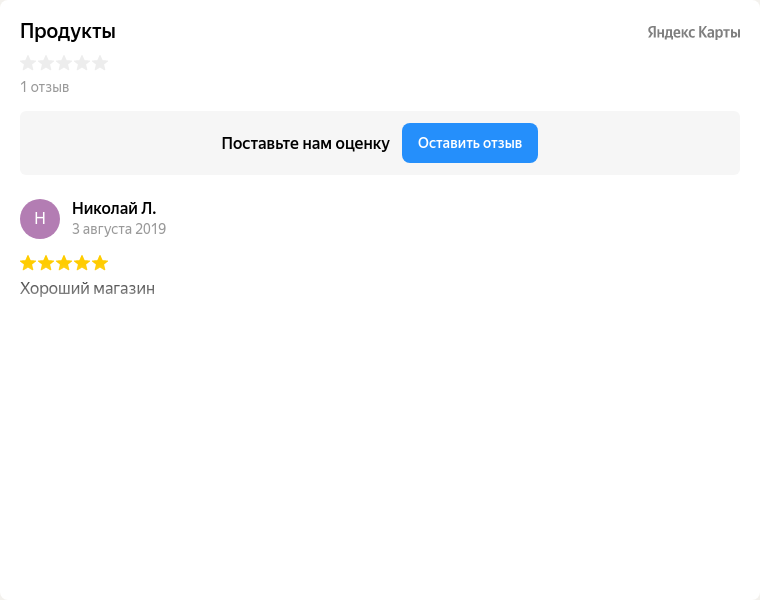 Продукты
Яндекс Карты
1 отзыв
Поставьте нам оценку
Оставить отзыв
Н
Николай Л.
3 августа 2019
Хороший магазин